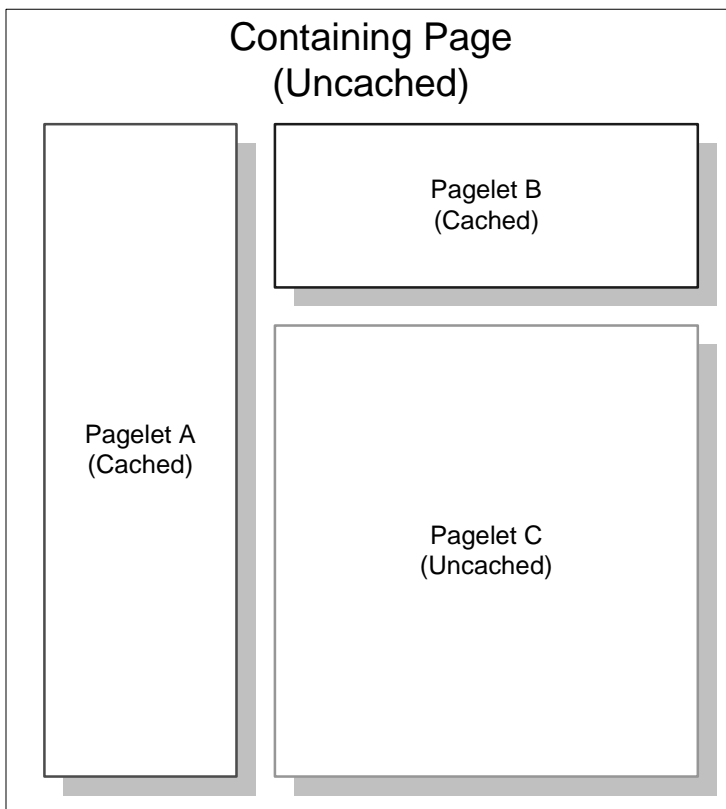 Containing Page
(Uncached)
Pagelet B
(Cached)
Pagelet A
(Cached)
Pagelet C
(Uncached)